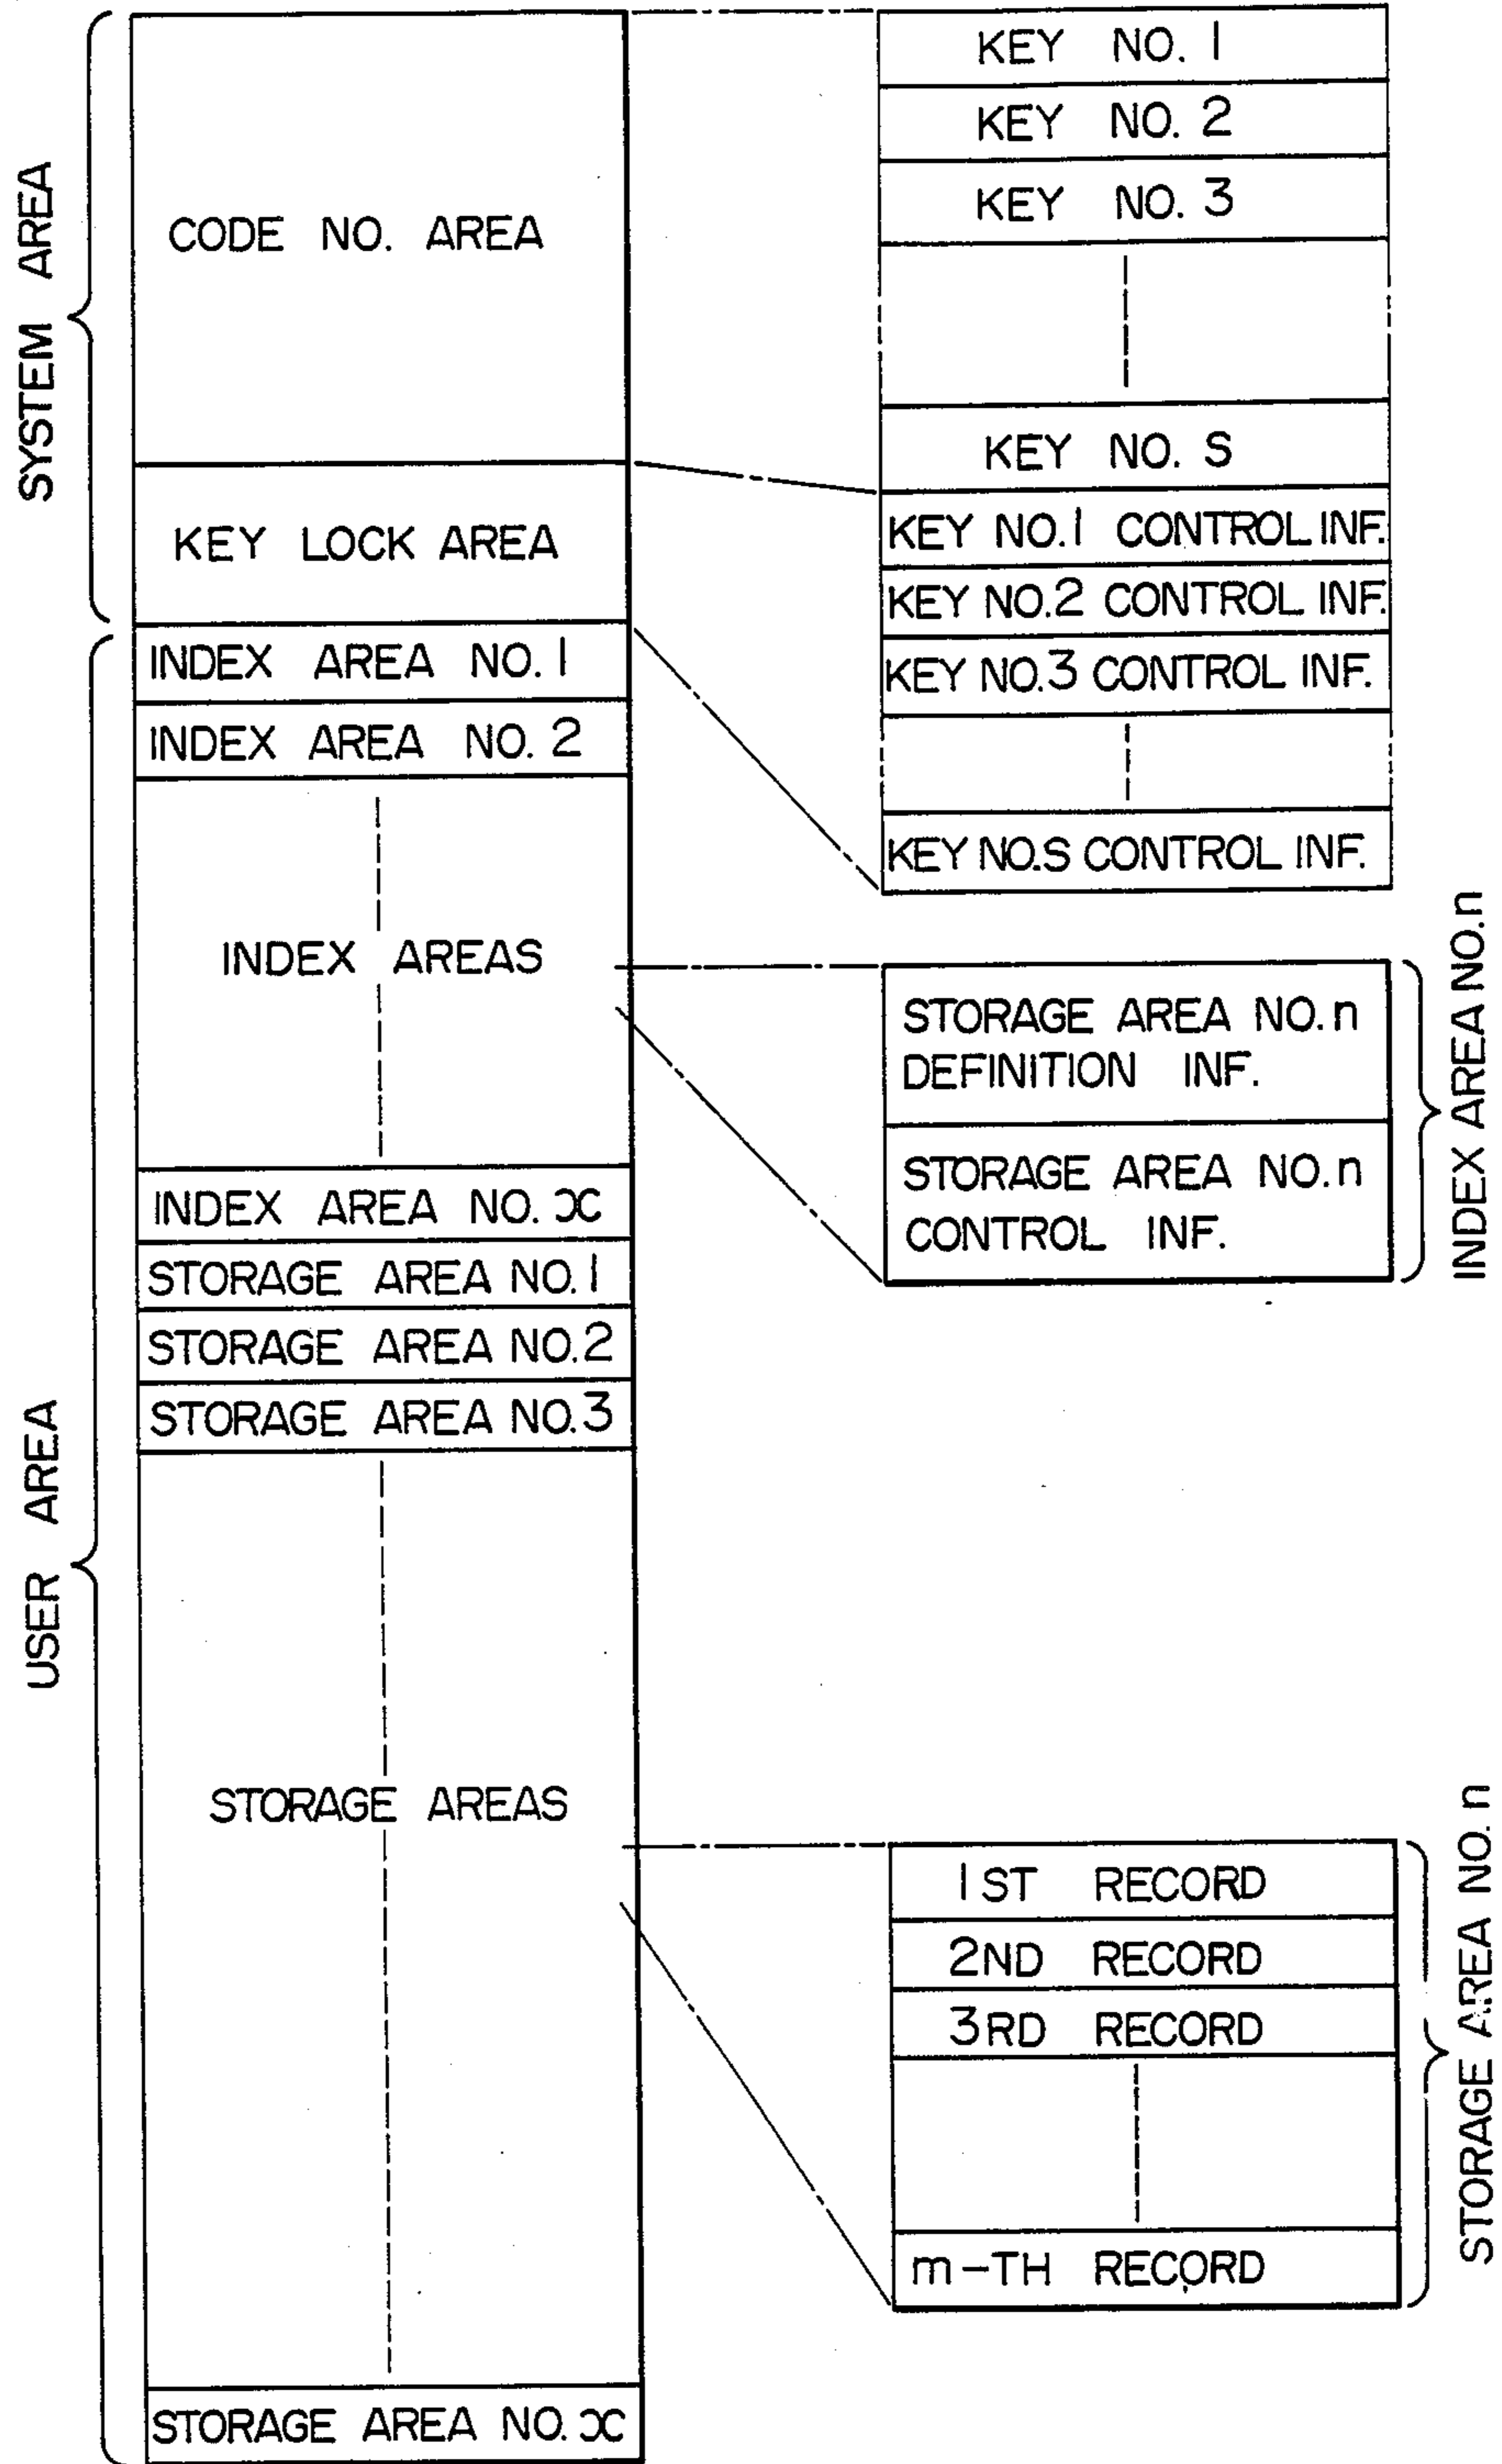 SYSTEM AREA
CODE NO. AREA
KEY LOCK AREA
USER AREA
INDEX AREA NO. 1
INDEX AREA NO. 2
INDEX AREAS
INDEX AREA NO. x
STORAGE AREA NO. 1
STORAGE AREA NO. 2
STORAGE AREA NO. 3
STORAGE AREAS
STORAGE AREA NO. x
KEY NO. 1
KEY NO. 2
KEY NO. 3
KEY NO. S
KEY NO. 1 CONTROL INF.
KEY NO. 2 CONTROL INF.
KEY NO. 3 CONTROL INF.
KEY NO. S CONTROL INF.
STORAGE AREA NO. n
DEFINITION INF.
STORAGE AREA NO. n
CONTROL INF.
INDEX AREA NO. n
1ST RECORD
2ND RECORD
3RD RECORD
m-TH RECORD
STORAGE AREA NO. n